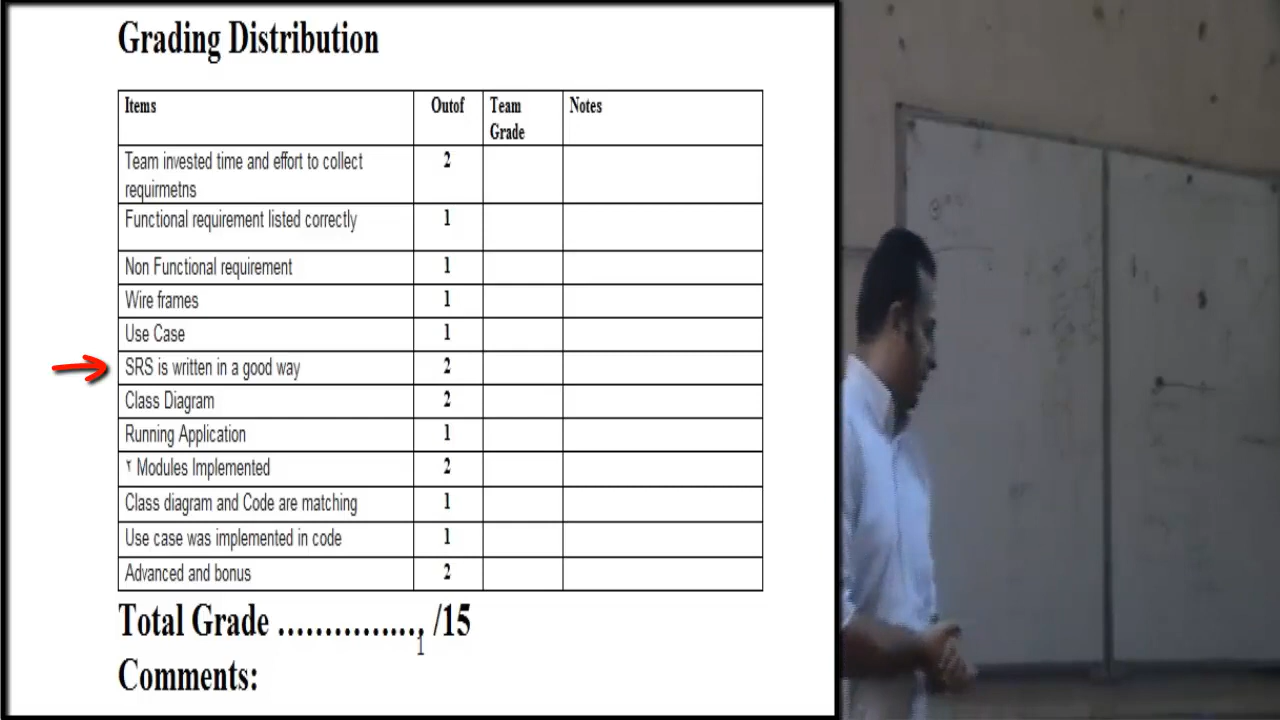 Grading Distribution
Items Outof Team Grade Notes
Team invested time and effort to collect 2
requirmetns
Functional requirement listed correctly 1
Non Functional requirement 1
Wire frames 1
Use Case 1
SRS is written in a good way 2
Class Diagram 2
Running Application 1
٢ Modules Implemented 2
Class diagram and Code are matching 1
Use case was implemented in code 1
Advanced and bonus 2
Total Grade ................., /15
Comments: